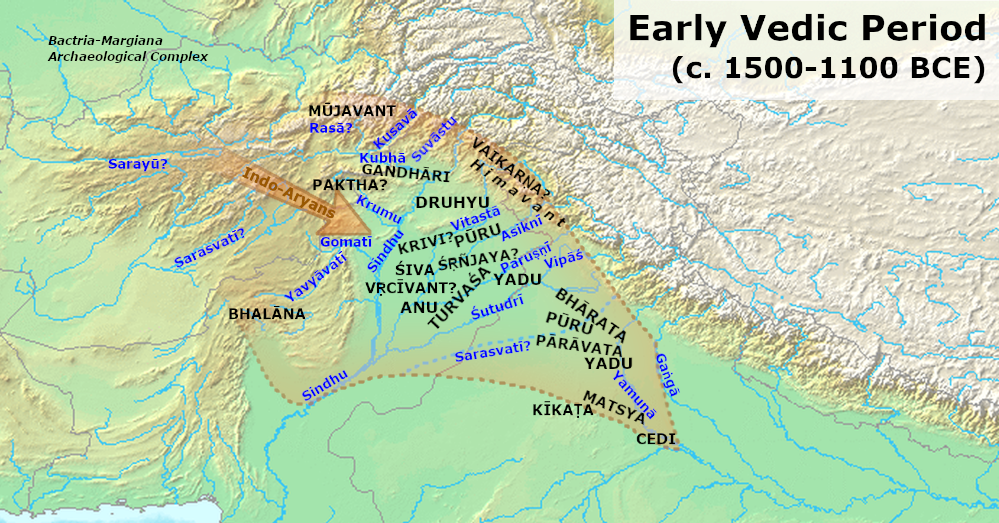 Early Vedic Period
(c. 1500-1100 BCE)
Bactria-Margiana
Archaeological Complex
MŪJAVANT
Rasā?
Kusavā
Suvāstu
Sarayū?
Kubhā
GANDHĀRI
VAIKARNA?
Himavant
Indo-Aryans
PAKTHA?
DRUHYU
Krumu
Vitastā
Asiknī
Gomatī
Sindhu
KRIVI?
PŪRU
Sarasvatī?
ŚIVA
ŚṚÑJAYA?
Paruṣṇī
Vipāś
Yavyāvatī
VṚCĪVANT?
TURVAŚA
YADU
ANU
Śutudrī
BHALĀNA
BHĀRATA
PŪRU
PĀRĀVATA
Sarasvatī?
YADU
Gaṅgā
Sindhu
Yamunā
KĪKAṬA
MATSYA
CEDI